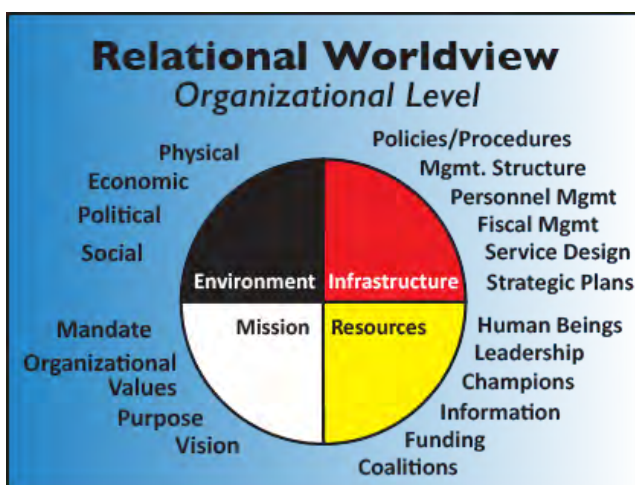 Relational Worldview
Organizational Level
Physical
Economic
Political
Social
Environment
Policies/Procedures
Mgmt. Structure
Personnel Mgmt
Fiscal Mgmt
Service Design
Strategic Plans
Infrastructure
Mandate
Organizational
Values
Purpose
Vision
Mission
Resources
Human Beings
Leadership
Champions
Information
Funding
Coalitions